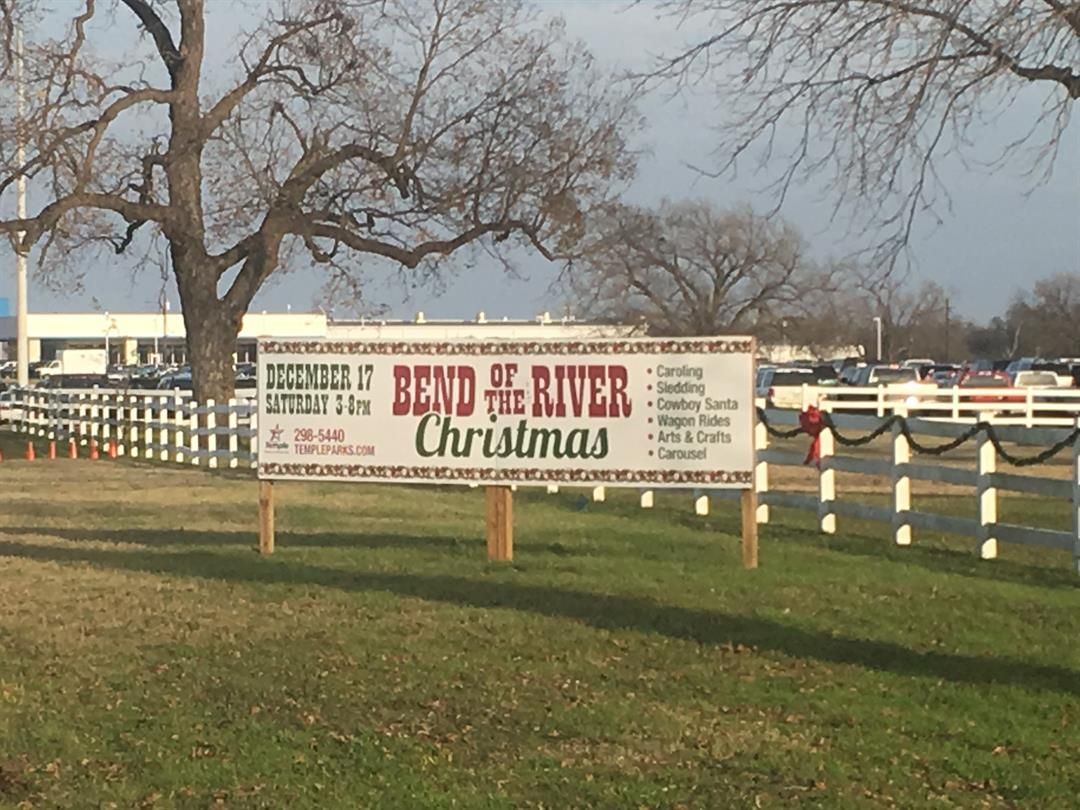 DECEMBER 17
SATURDAY 3-8PM
Temple
298-5440
TEMPLEPARKS.COM
BEND OF THE RIVER
Christmas
• Caroling
• Sledding
• Cowboy Santa
• Wagon Rides
• Arts & Crafts
• Carousel